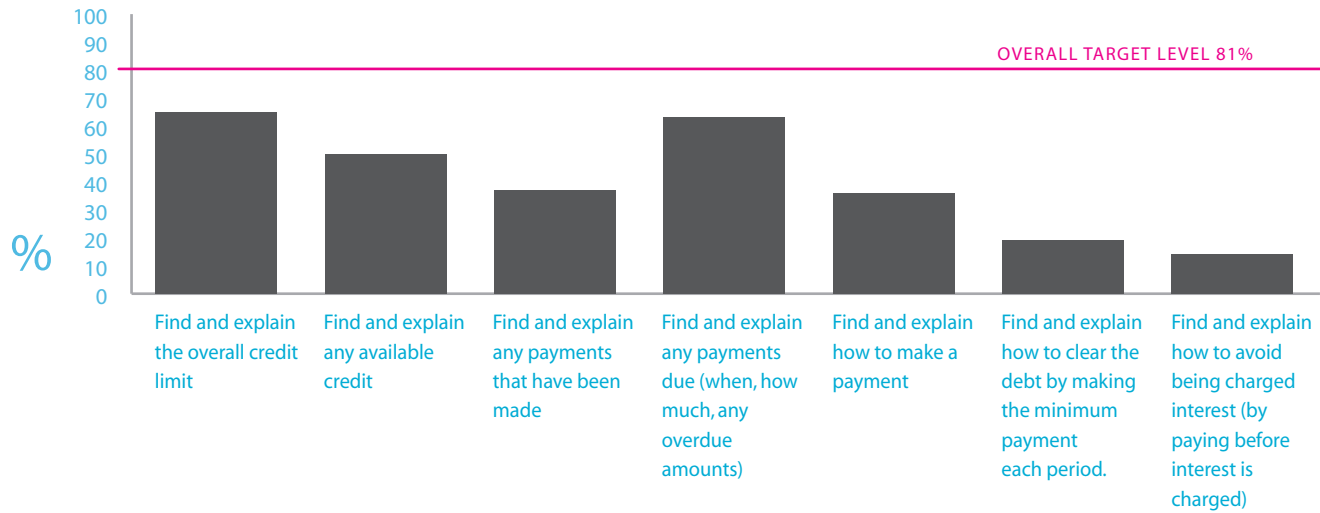 100
90
80
70
60
50
40
30
20
10
0
%
OVERALL TARGET LEVEL 81%
Find and explain
the overall credit
limit
Find and explain
any available
credit
Find and explain
any payments
that have been
made
Find and explain
any payments
due (when, how
much, any
overdue
amounts)
Find and explain
how to make a
payment
Find and explain
how to clear the
debt by making
the minimum
payment
each period.
Find and explain
how to avoid
being charged
interest (by
paying before
interest is
charged)